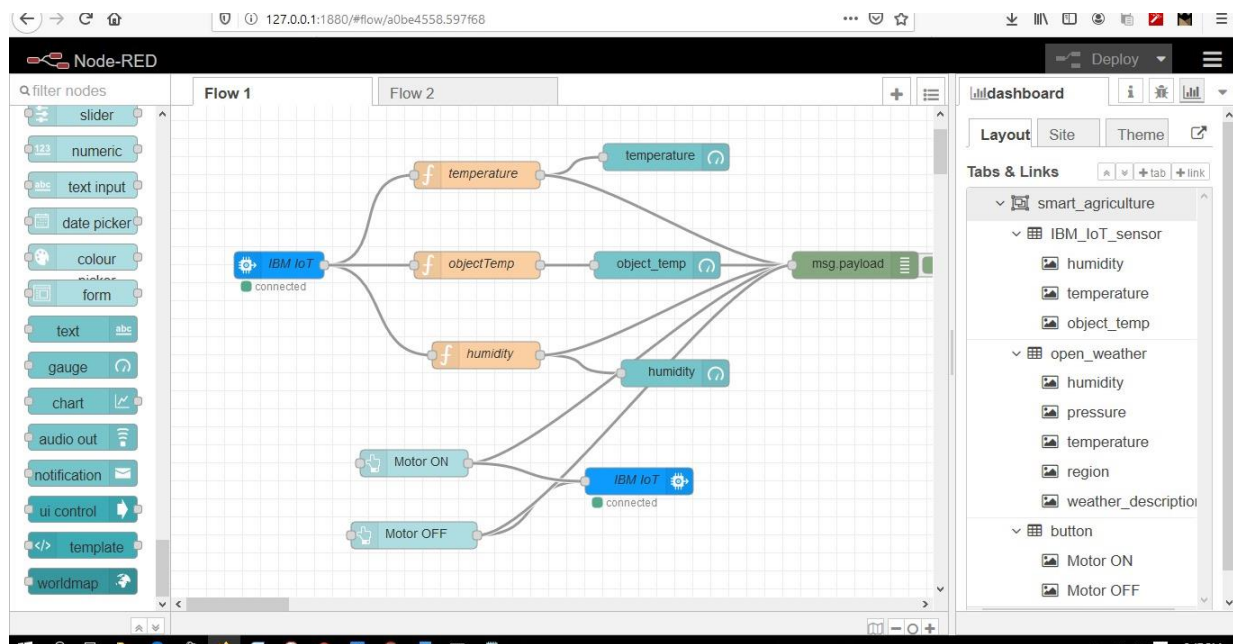 127.0.0.1:1880/#flow/a0be4558.597f68
Node-RED
Deploy
filter nodes
slider
123 numeric
abc text input
date picker
colour
form
text abc
gauge
chart
audio out
notification
ui control
</> template
worldmap
Flow 1
Flow 2
temperature
temperature
IBM IoT
connected
objectTemp
object_temp
msg.payload
humidity
humidity
Motor ON
IBM IoT
connected
Motor OFF
dashboard
i
Layout
Site
Theme
Tabs & Links
+ tab
+ link
smart_agriculture
IBM_IoT_sensor
humidity
temperature
object_temp
open_weather
humidity
pressure
temperature
region
weather_description
button
Motor ON
Motor OFF